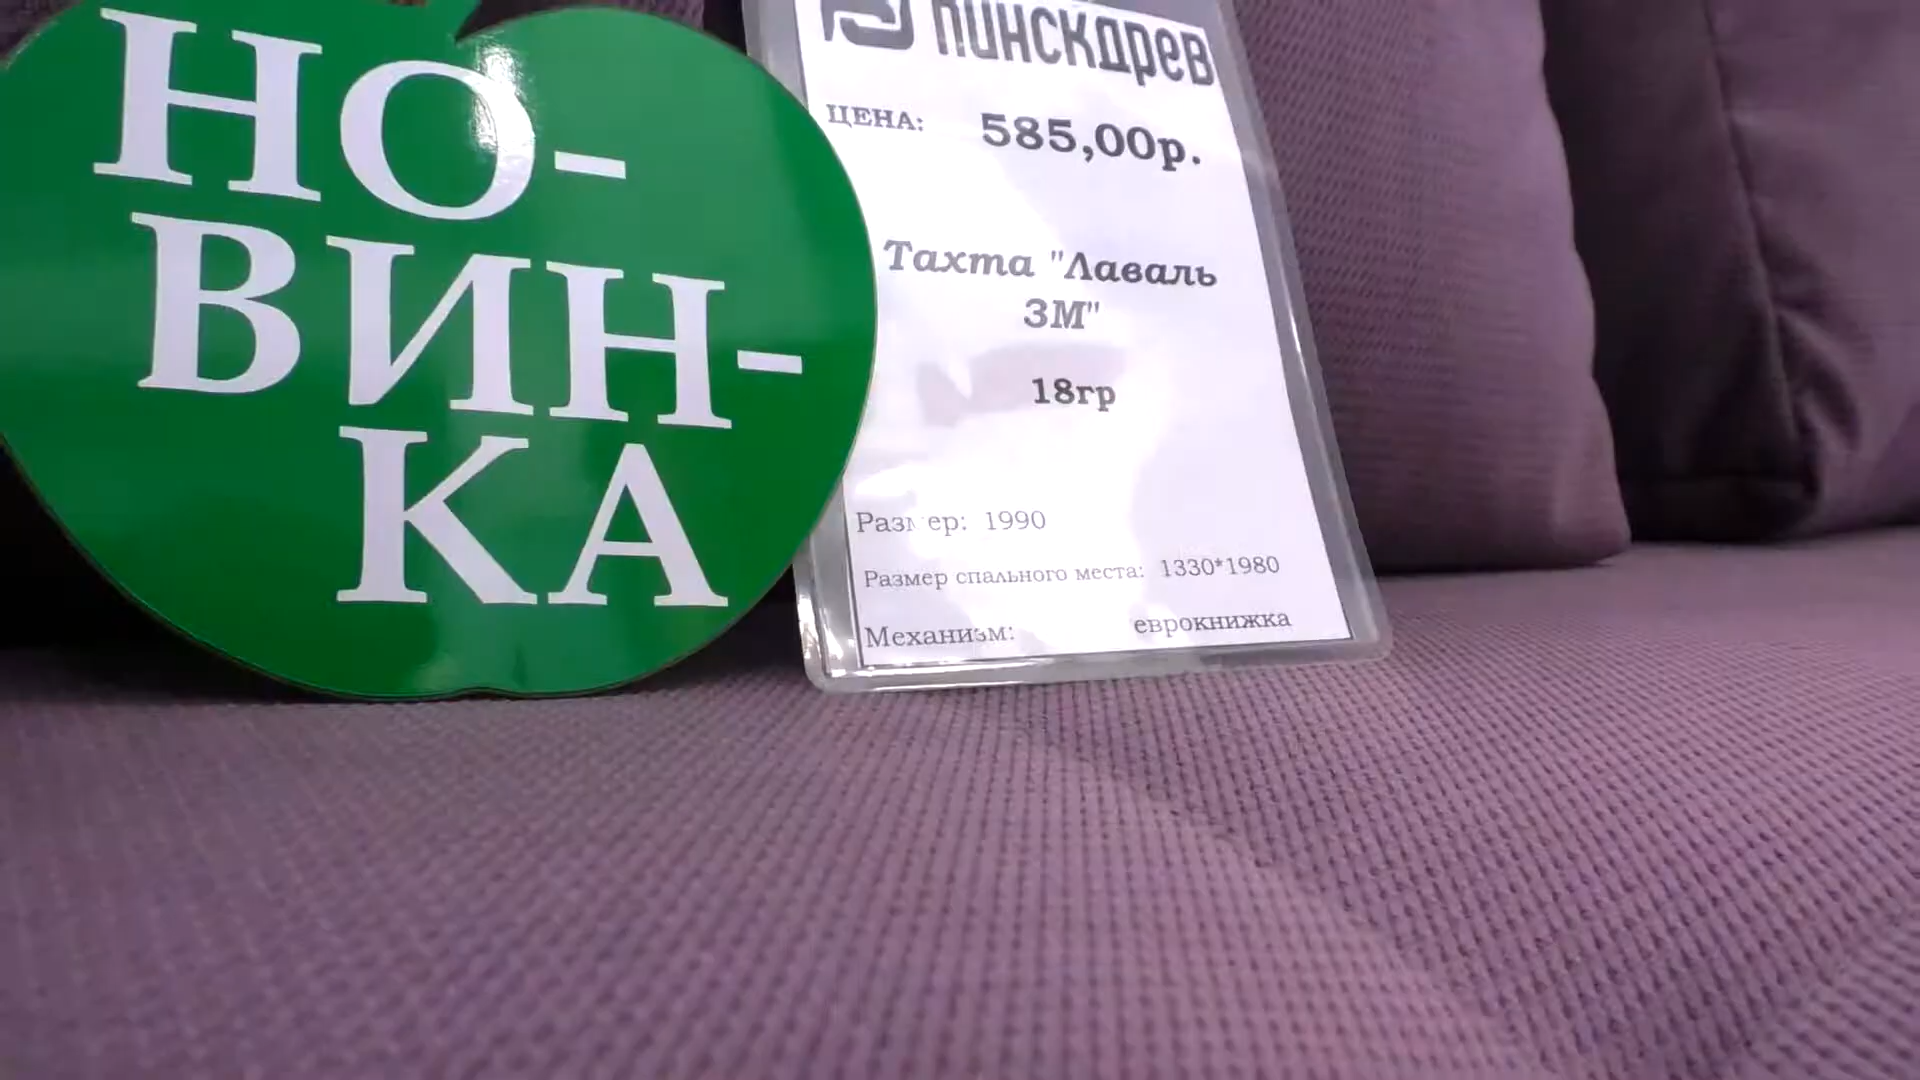 НО-
ВИН-
КА
пинскдрев
ЦЕНА: 585,00р.
Тахта "Лаваль
3М"
18гр
Размер: 1990
Размер спального места: 1330*1980
Механизм: еврокнижка